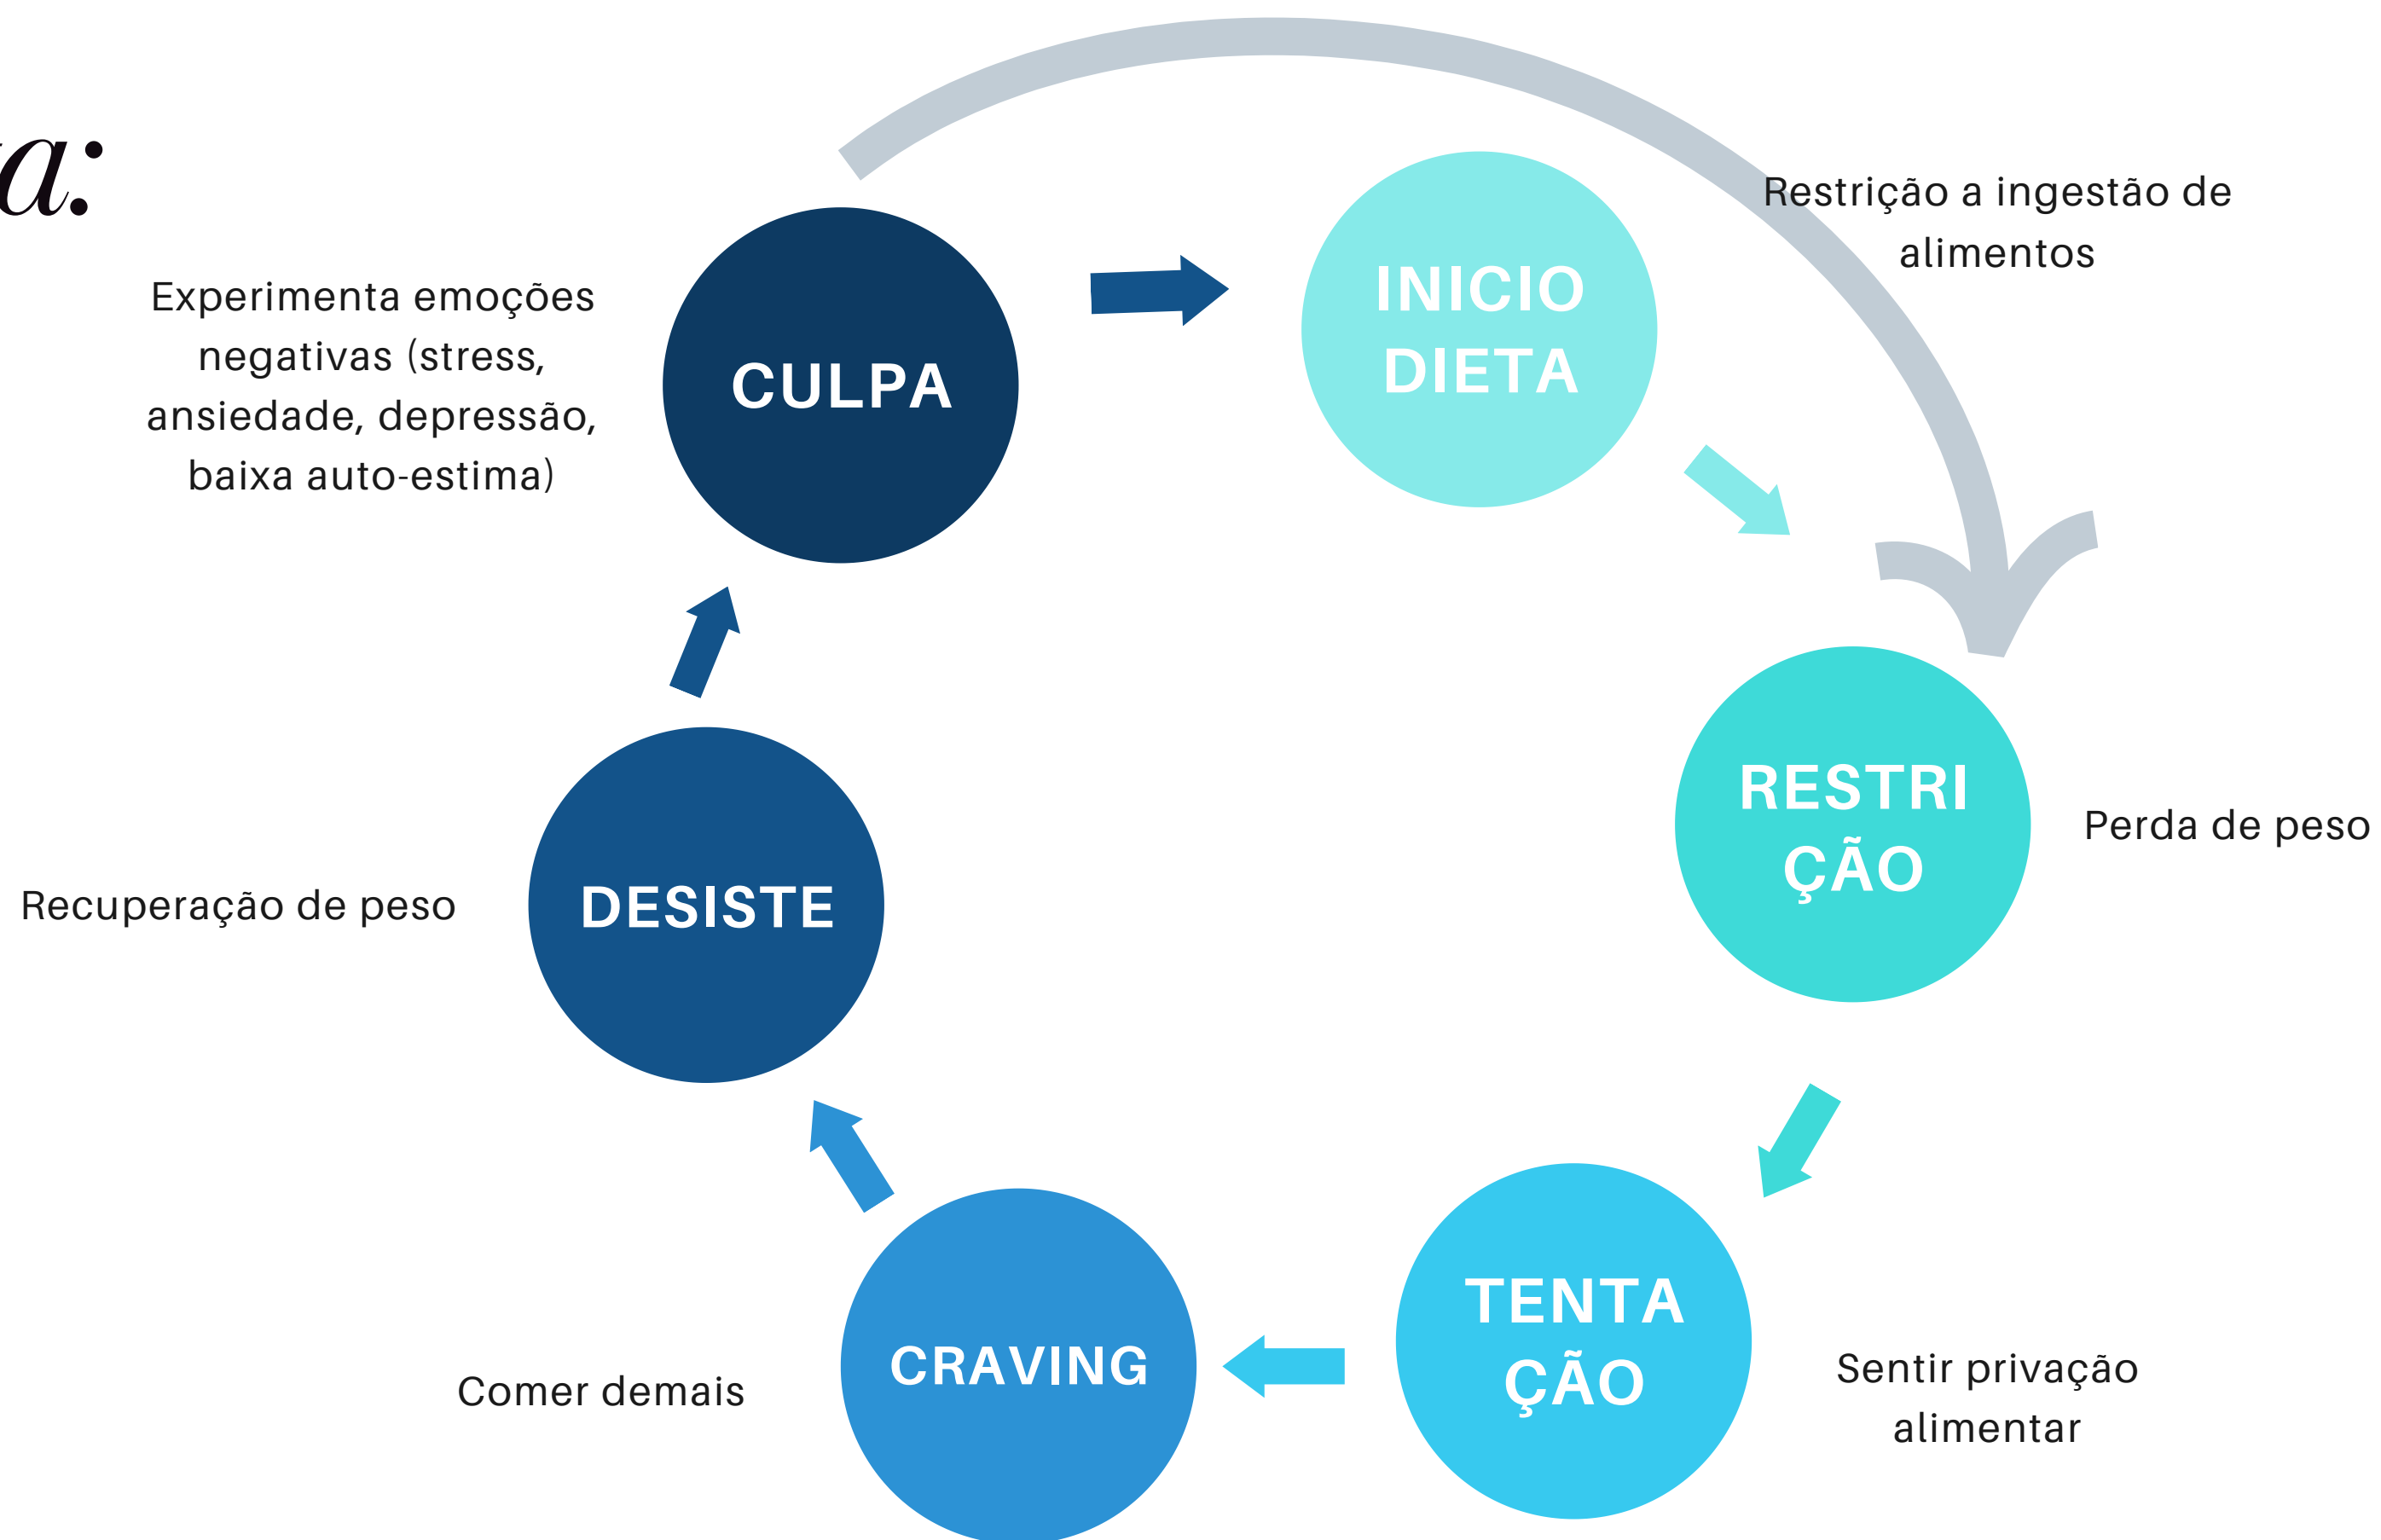 a:
Restrição a ingestão de
alimentos
INICIO
DIETA
Experimenta emoções
negativas (stress,
ansiedade, depressão,
baixa auto-estima)
CULPA
RESTRI
ÇÃO
Perda de peso
DESISTE
Recuperação de peso
TENTA
ÇÃO
Sentir privação
alimentar
CRAVING
Comer demais